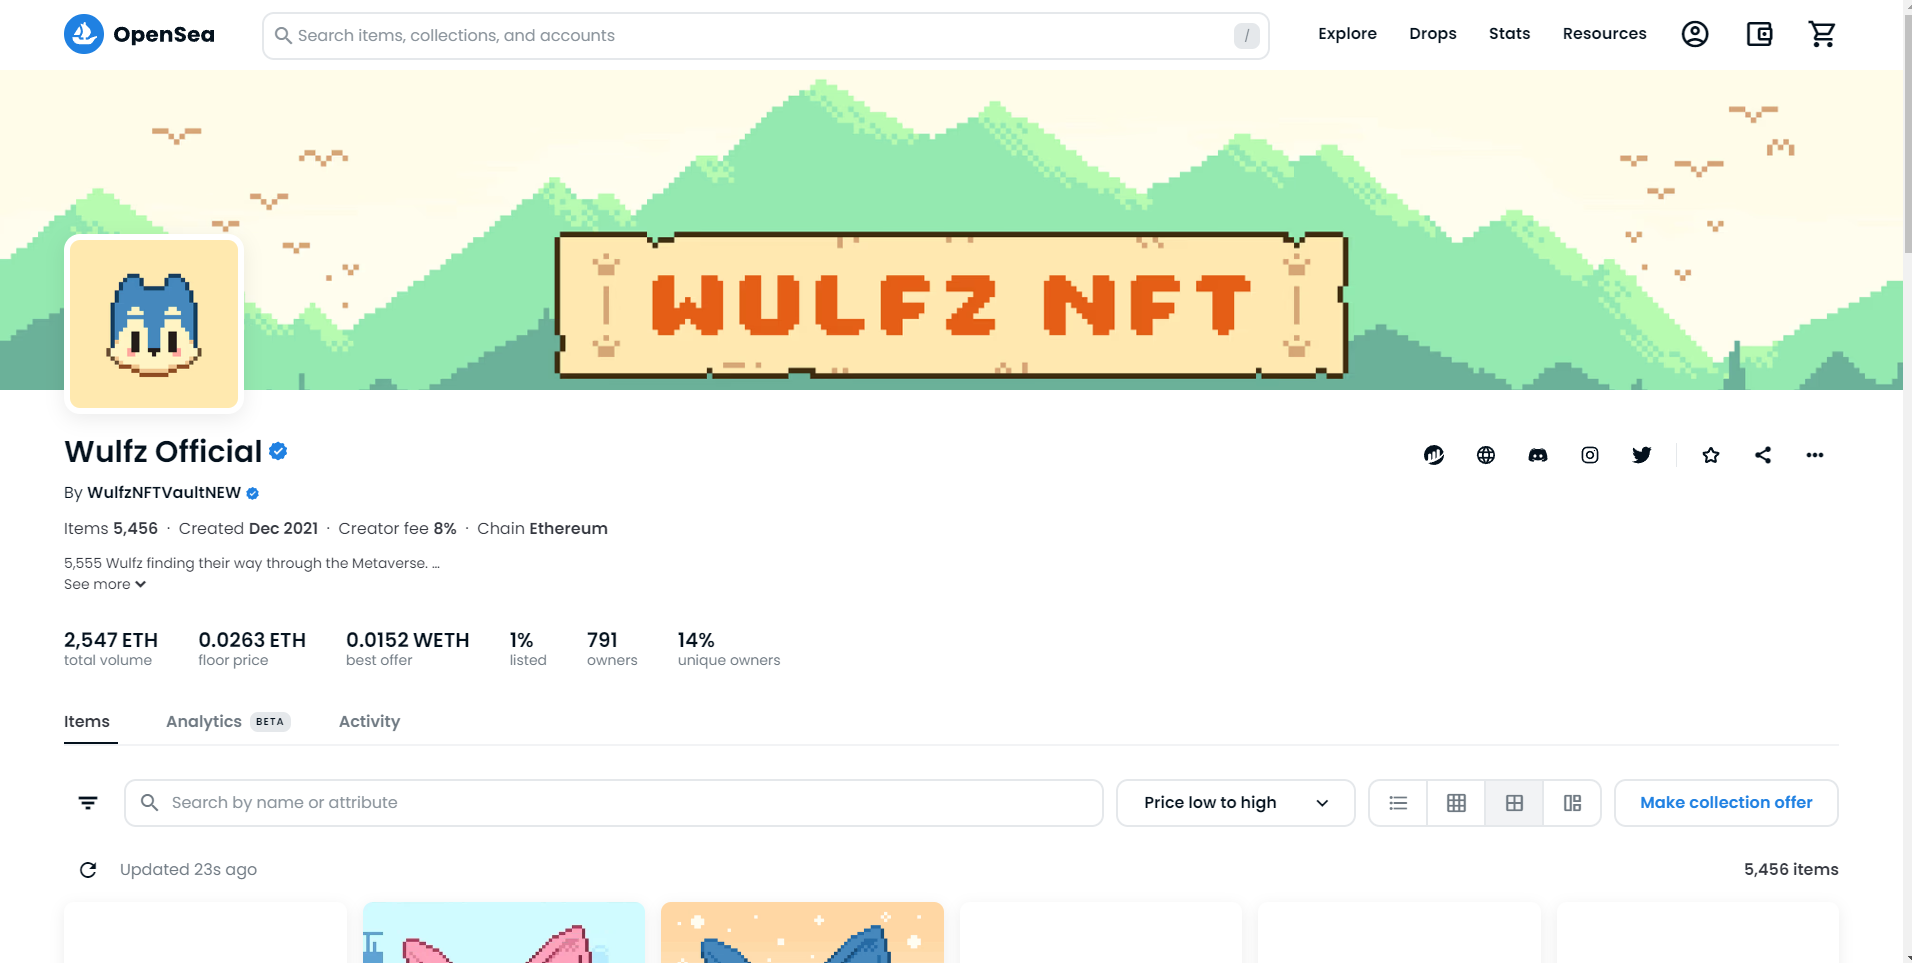 OpenSea
Search items, collections, and accounts
/
Explore
Drops
Stats
Resources
WULFZ NFT
Wulfz Official
By WulfzNFTVaultNEW
Items 5,456 · Created Dec 2021 · Creator fee 8% · Chain Ethereum
5,555 Wulfz finding their way through the Metaverse. …
See more
2,547 ETH
total volume
0.0263 ETH
floor price
0.0152 WETH
best offer
1%
listed
791
owners
14%
unique owners
Items
Analytics BETA
Activity
Search by name or attribute
Price low to high
Make collection offer
Updated 23s ago
5,456 items